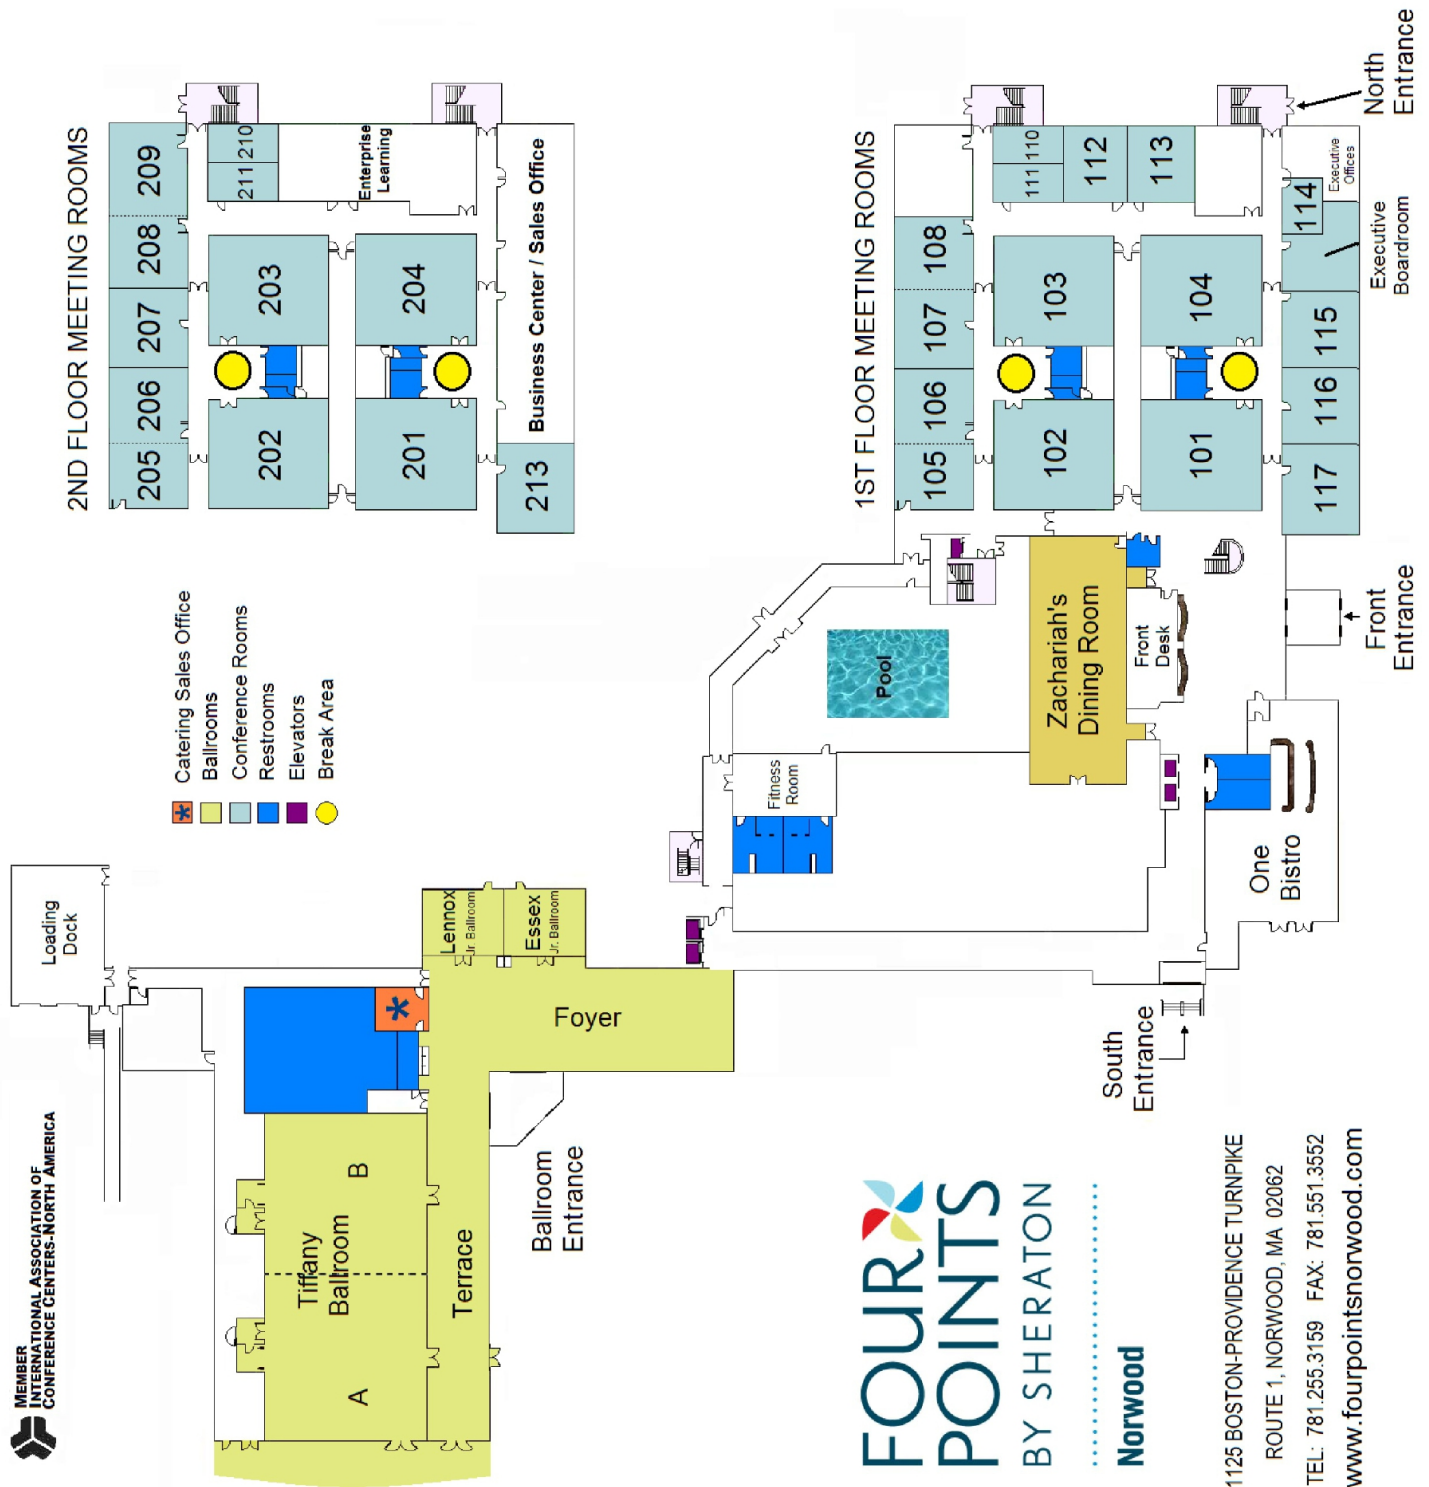 MEMBER
INTERNATIONAL ASSOCIATION OF
CONFERENCE CENTERS-NORTH AMERICA
Loading
Dock
Catering Sales Office
Ballrooms
Conference Rooms
Restrooms
Elevators
Break Area
2ND FLOOR MEETING ROOMS
205
206
207
208
209
202
203
211
210
201
204
Enterprise
Learning
213
Business Center / Sales Office
Tiffany
Ballroom
A
B
Terrace
*
Lennox
Jr. Ballroom
Essex
Jr. Ballroom
Foyer
Ballroom
Entrance
1ST FLOOR MEETING ROOMS
105
106
107
108
102
103
111
110
112
113
101
104
117
116
115
114
Executive
Offices
Executive
Boardroom
North
Entrance
Pool
Fitness
Room
Zachariah's
Dining Room
Front
Desk
Front
Entrance
One
Bistro
South
Entrance
FOUR
POINTS
BY SHERATON
Norwood
1125 BOSTON-PROVIDENCE TURNPIKE
ROUTE 1, NORWOOD, MA 02062
TEL: 781.255.3159 FAX: 781.551.3552
www.fourpointsnorwood.com